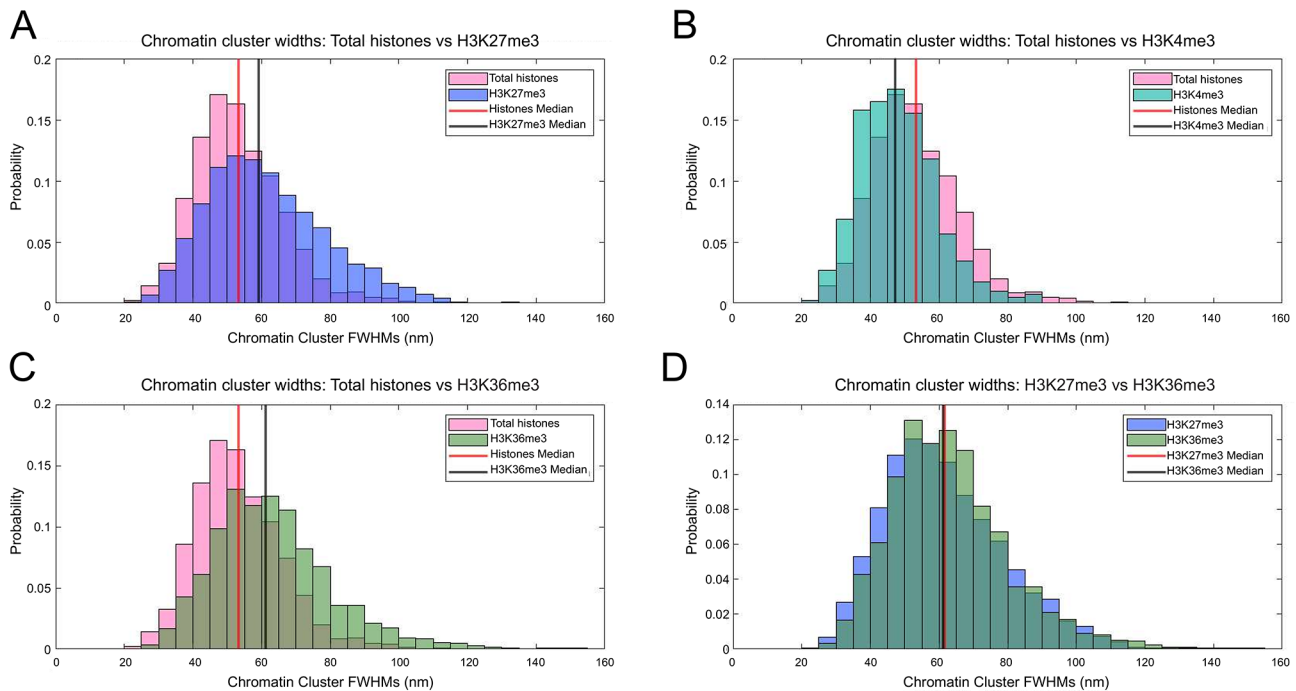 A
Chromatin cluster widths: Total histones vs H3K27me3
0.2
0.15
0.1
0.05
0
Probability
Total histones
H3K27me3
Histones Median
H3K27me3 Median
0 20 40 60 80 100 120 140 160
Chromatin Cluster FWHMs (nm)
B
Chromatin cluster widths: Total histones vs H3K4me3
0.2
0.15
0.1
0.05
0
Probability
Total histones
H3K4me3
Histones Median
H3K4me3 Median
0 20 40 60 80 100 120 140 160
Chromatin Cluster FWHMs (nm)
C
Chromatin cluster widths: Total histones vs H3K36me3
0.2
0.15
0.1
0.05
0
Probability
Total histones
H3K36me3
Histones Median
H3K36me3 Median
0 20 40 60 80 100 120 140 160
Chromatin Cluster FWHMs (nm)
D
Chromatin cluster widths: H3K27me3 vs H3K36me3
0.14
0.12
0.1
0.08
0.06
0.04
0.02
0
Probability
H3K27me3
H3K36me3
H3K27me3 Median
H3K36me3 Median
0 20 40 60 80 100 120 140 160
Chromatin Cluster FWHMs (nm)